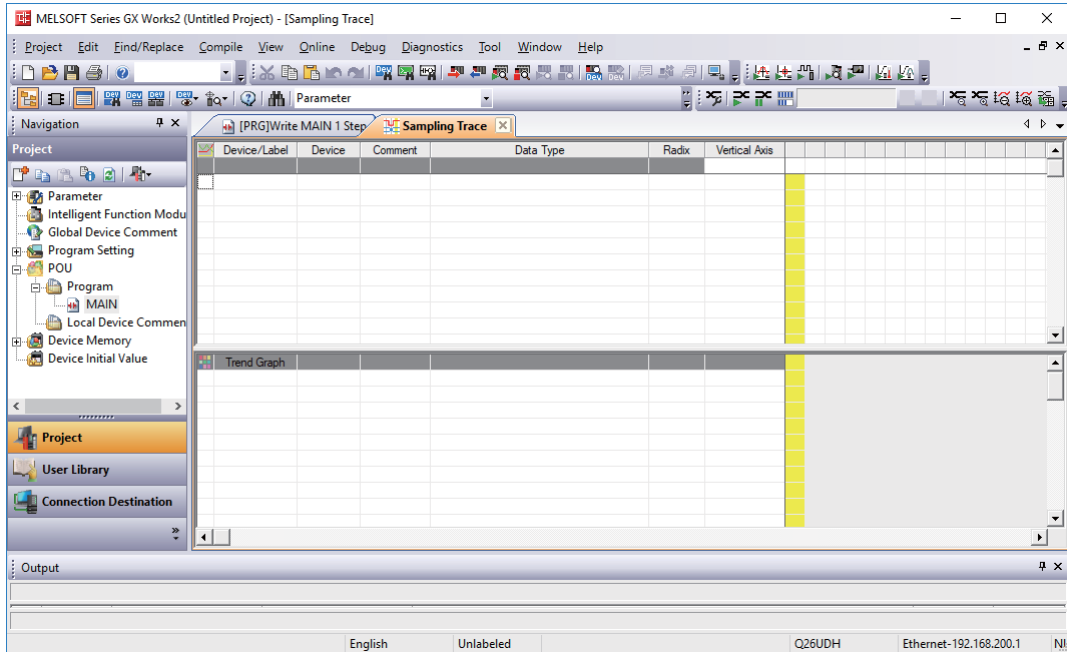 MELSOFT Series GX Works2 (Untitled Project) - [Sampling Trace]
Project Edit Find/Replace Compile View Online Debug Diagnostics Tool Window Help
Parameter
Navigation
[PRG]Write MAIN 1 Step
Sampling Trace
Project
Device/Label Device Comment Data Type Radix Vertical Axis
Parameter
Intelligent Function Modu
Global Device Comment
Program Setting
POU
Program
MAIN
Local Device Commen
Device Memory
Device Initial Value
Trend Graph
Project
User Library
Connection Destination
Output
English Unlabeled Q26UDH Ethernet-192.168.200.1